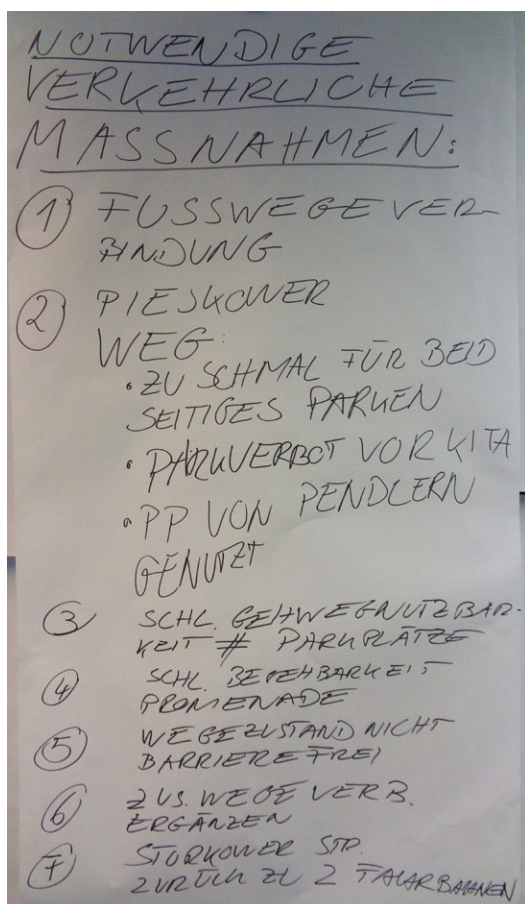 NOTWENDIGE
VERKEHRLICHE
MASSNAHMEN:
1 FUSSWEGEVER-
BINDUNG
2 PIESKOWER
WEG:
• ZU SCHMAL FÜR BEID
SEITIGES PARKEN
• PARKVERBOT VOR KITA
• PP VON PENDLERN
GENUTZT
3 SCHL. GEHWEGNUTZBAR-
KEIT # PARKPLÄTZE
4 SCHL. BEGEHBARKEIT
PROMENADE
5 WEGEZUSTAND NICHT
BARRIEREFREI
6 ZUS. WEGEVERB.
ERGÄNZEN
7 STORKOWER STR.
ZURÜCK ZU 2 FAHRBAHNEN